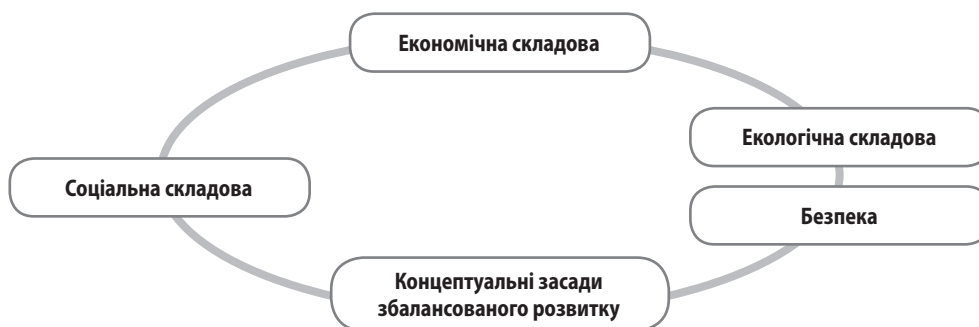 Економічна складова
Екологічна складова
Соціальна складова
Безпека
Концептуальні засади
збалансованого розвитку